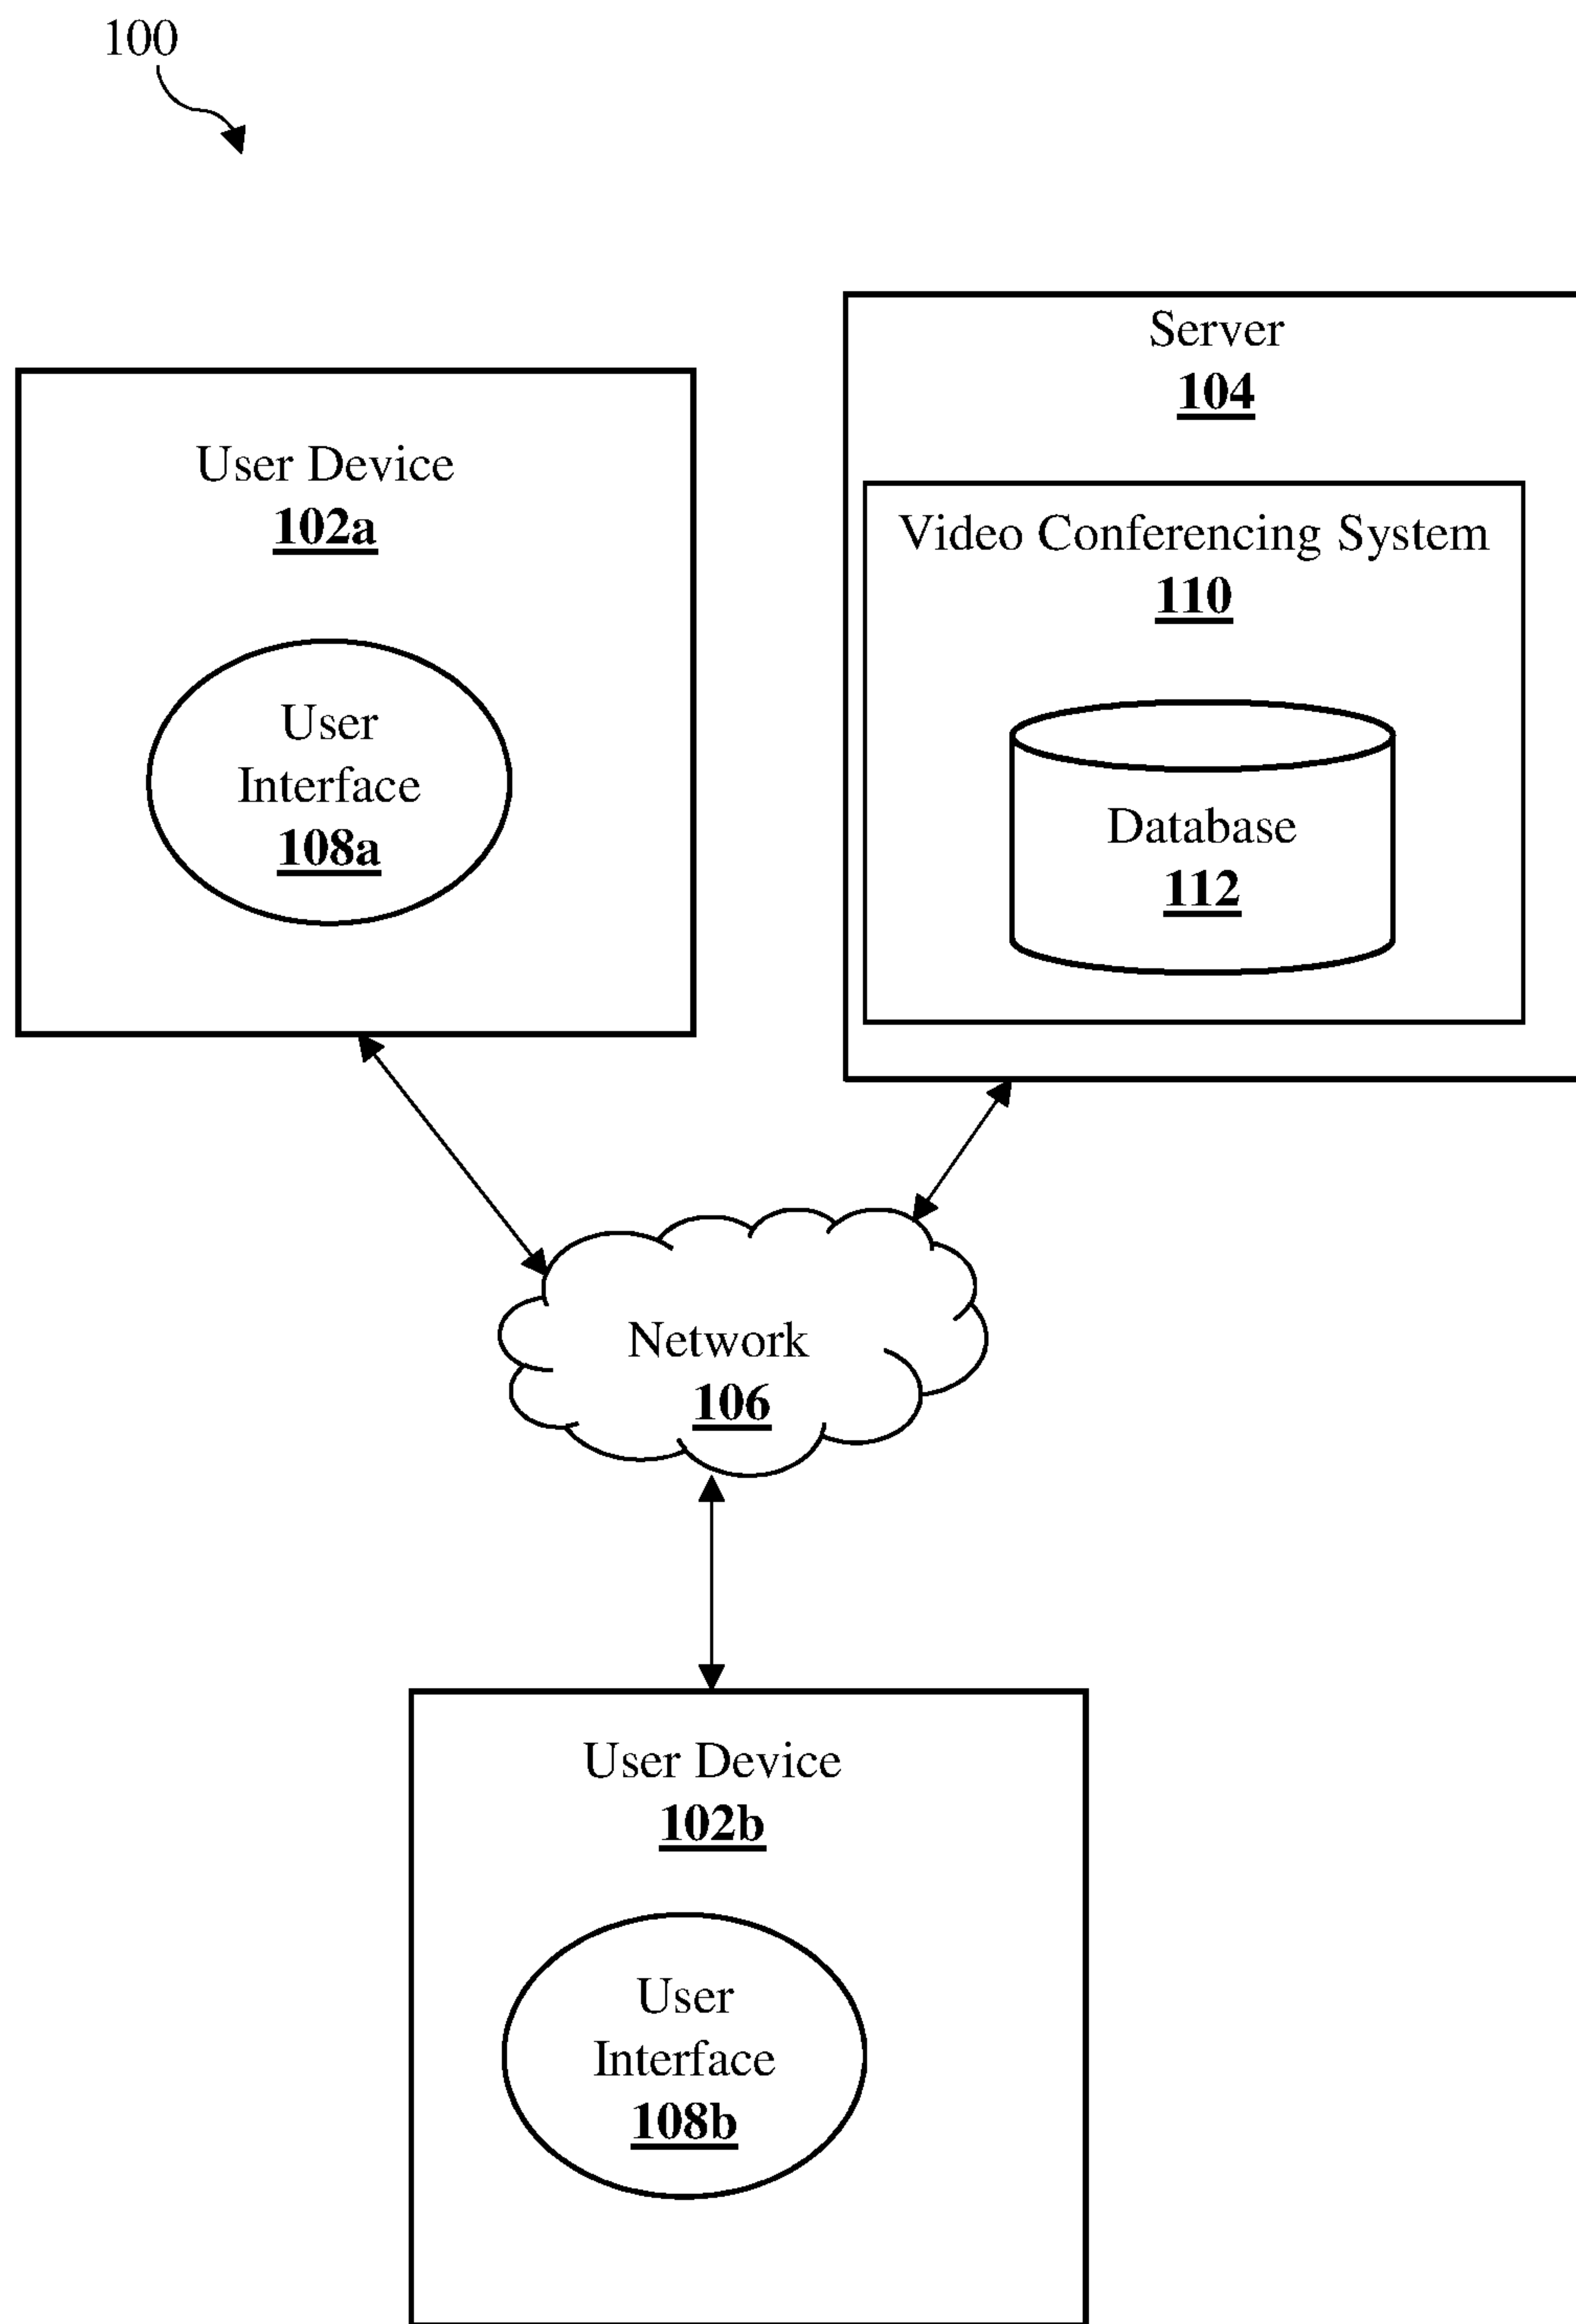 100
Server
104
User Device
102a
Video Conferencing System
110
User
Interface
108a
Database
112
Network
106
User Device
102b
User
Interface
108b